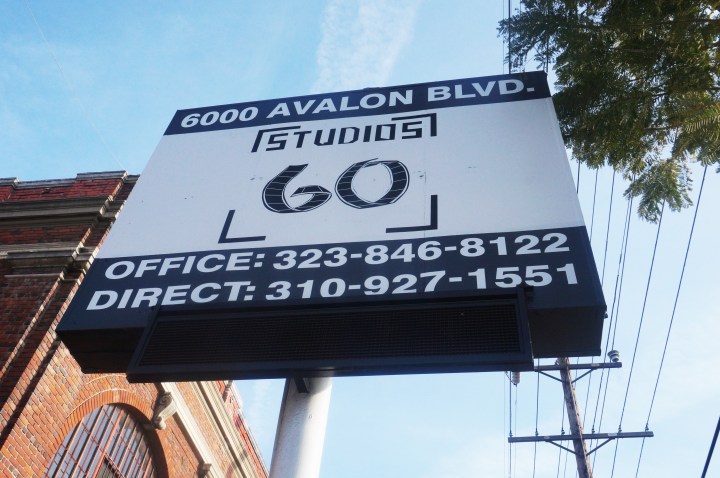 6000 AVALON BLVD.
STUDIOS
60
OFFICE: 323-846-8122
DIRECT: 310-927-1551